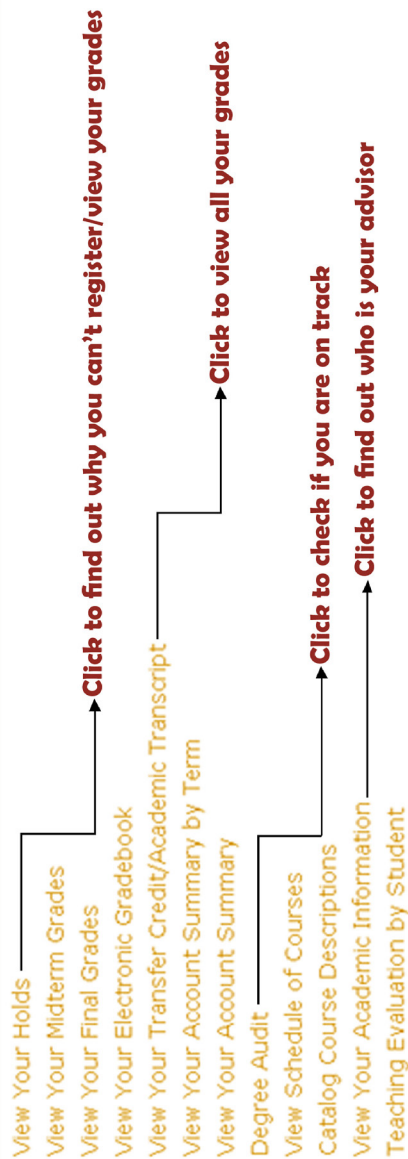 View Your Holds
Click to find out why you can't register/view your grades
View Your Midterm Grades
View Your Final Grades
View Your Electronic Gradebook
View Your Transfer Credit/Academic Transcript
Click to view all your grades
View Your Account Summary by Term
View Your Account Summary
Degree Audit
Click to check if you are on track
View Schedule of Courses
Catalog Course Descriptions
View Your Academic Information
Click to find out who is your advisor
Teaching Evaluation by Student